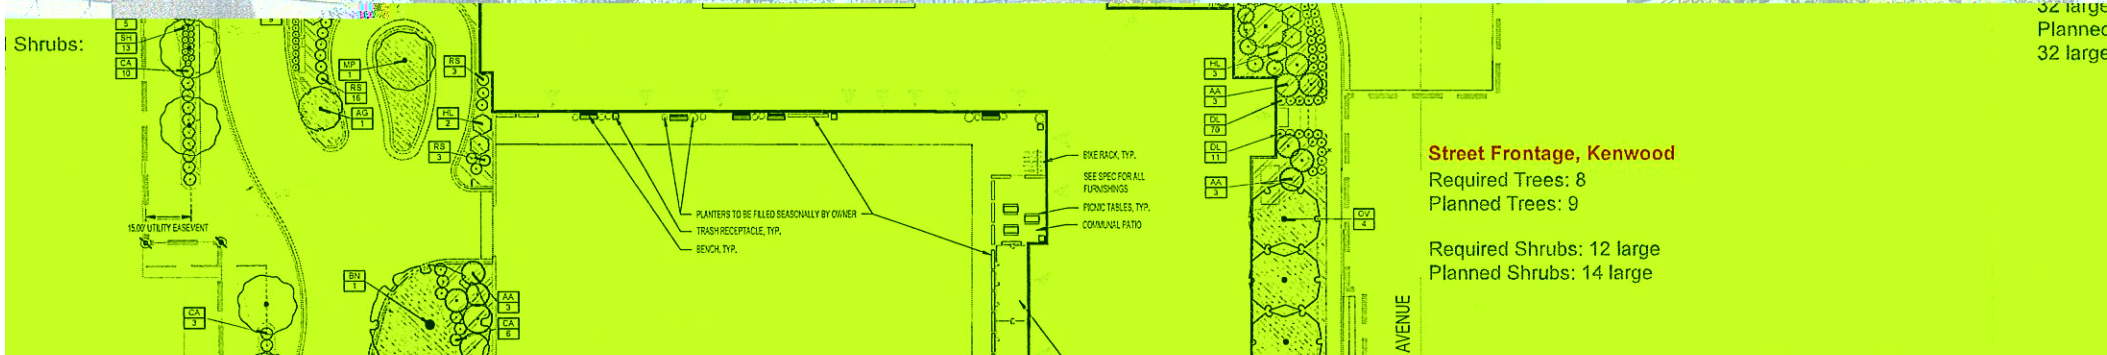 32 large
Planned
32 large
Shrubs:
5
SH
13
CA
10
MP
1
RS
16
AG
1
RS
3
HL
2
RS
3
HL
3
AA
3
DL
70
DL
11
AA
3
OV
4
BIKE RACK, TYP.
SEE SPEC FOR ALL
FURNISHINGS
PICNIC TABLES, TYP.
COMMUNAL PATIO
PLANTERS TO BE FILLED SEASONALLY BY OWNER
TRASH RECEPTACLE, TYP.
BENCH, TYP.
15.00' UTILITY EASEMENT
BN
1
AA
3
CA
6
CA
3
Street Frontage, Kenwood
Required Trees: 8
Planned Trees: 9
Required Shrubs: 12 large
Planned Shrubs: 14 large
AVENUE